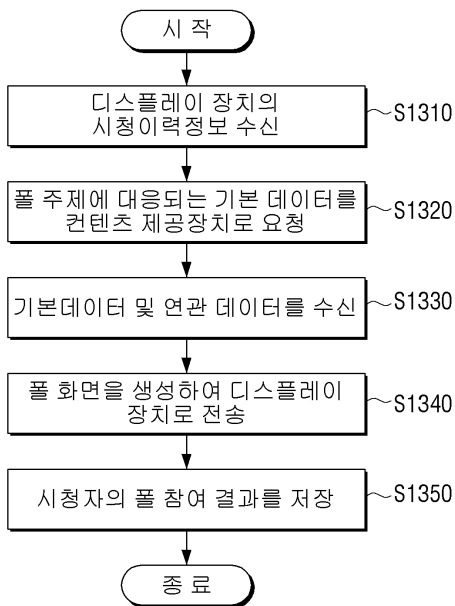 시 작
디스플레이 장치의
시청이력정보 수신
S1310
폴 주제에 대응되는 기본 데이터를
컨텐츠 제공장치로 요청
S1320
기본데이터 및 연관 데이터를 수신
S1330
폴 화면을 생성하여 디스플레이
장치로 전송
S1340
시청자의 폴 참여 결과를 저장
S1350
종 료